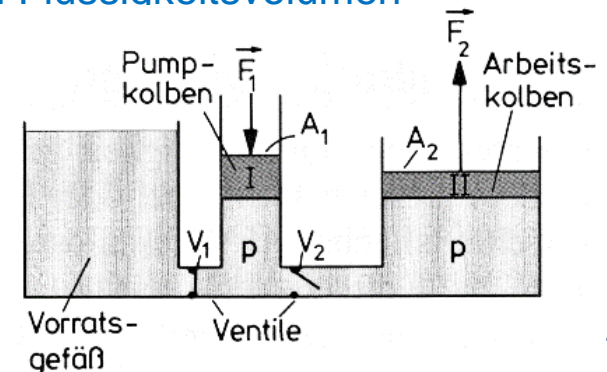 Flüssigkeitsvolumen
Pump-
kolben
F₁
A₁
F₂
Arbeits-
kolben
A₂
I
II
V₁
p
V₂
p
Vorrats-
gefäß
Ventile